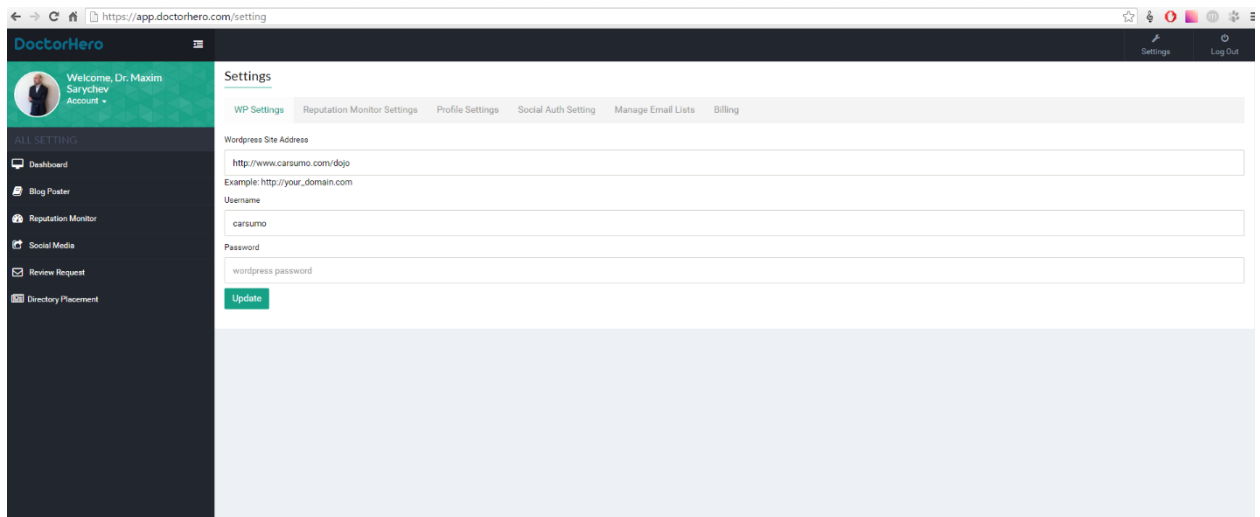 https://app.doctorhero.com/setting
DoctorHero
Settings
Log Out
Welcome, Dr. Maxim
Sarychev
Account
ALL SETTING
Dashboard
Blog Poster
Reputation Monitor
Social Media
Review Request
Directory Placement
Settings
WP Settings Reputation Monitor Settings Profile Settings Social Auth Setting Manage Email Lists Billing
Wordpress Site Address
http://www.carsumo.com/dojo
Example: http://your_domain.com
Username
carsumo
Password
wordpress password
Update